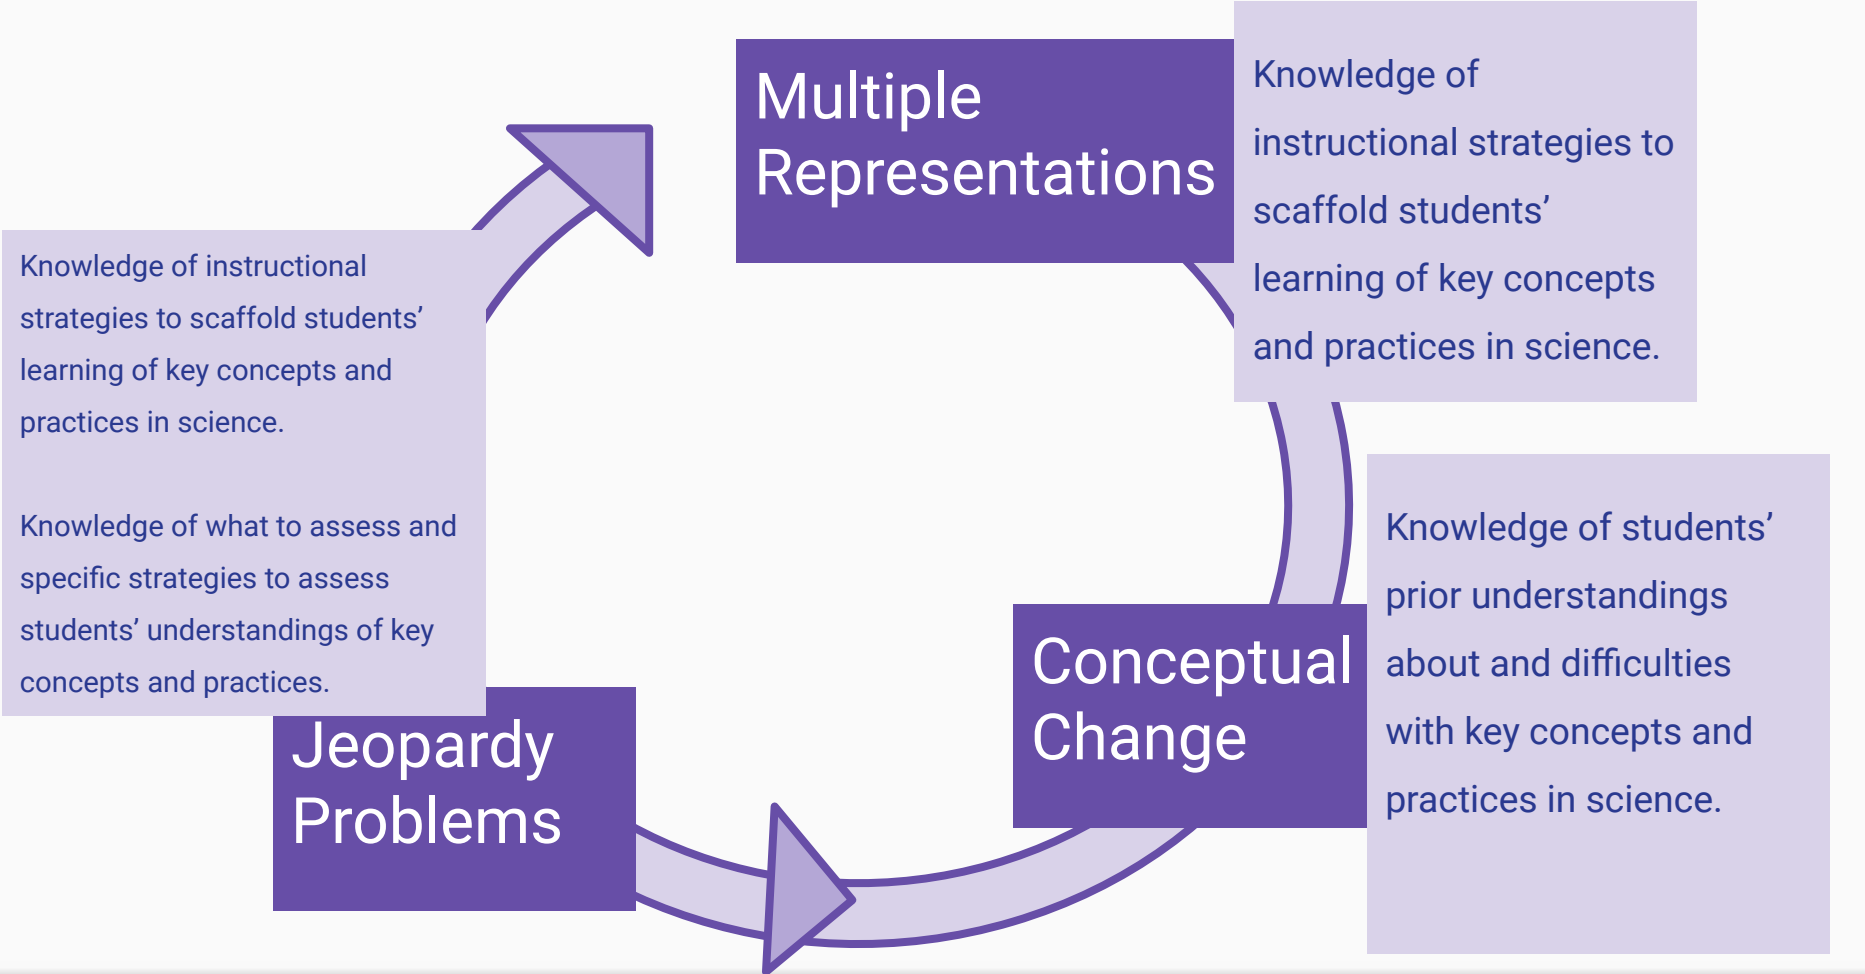 Multiple
Representations
Knowledge of
instructional strategies to
scaffold students’
learning of key concepts
and practices in science.
Knowledge of instructional
strategies to scaffold students’
learning of key concepts and
practices in science.
Knowledge of what to assess and
specific strategies to assess
students’ understandings of key
concepts and practices.
Conceptual
Change
Knowledge of students’
prior understandings
about and difficulties
with key concepts and
practices in science.
Jeopardy
Problems